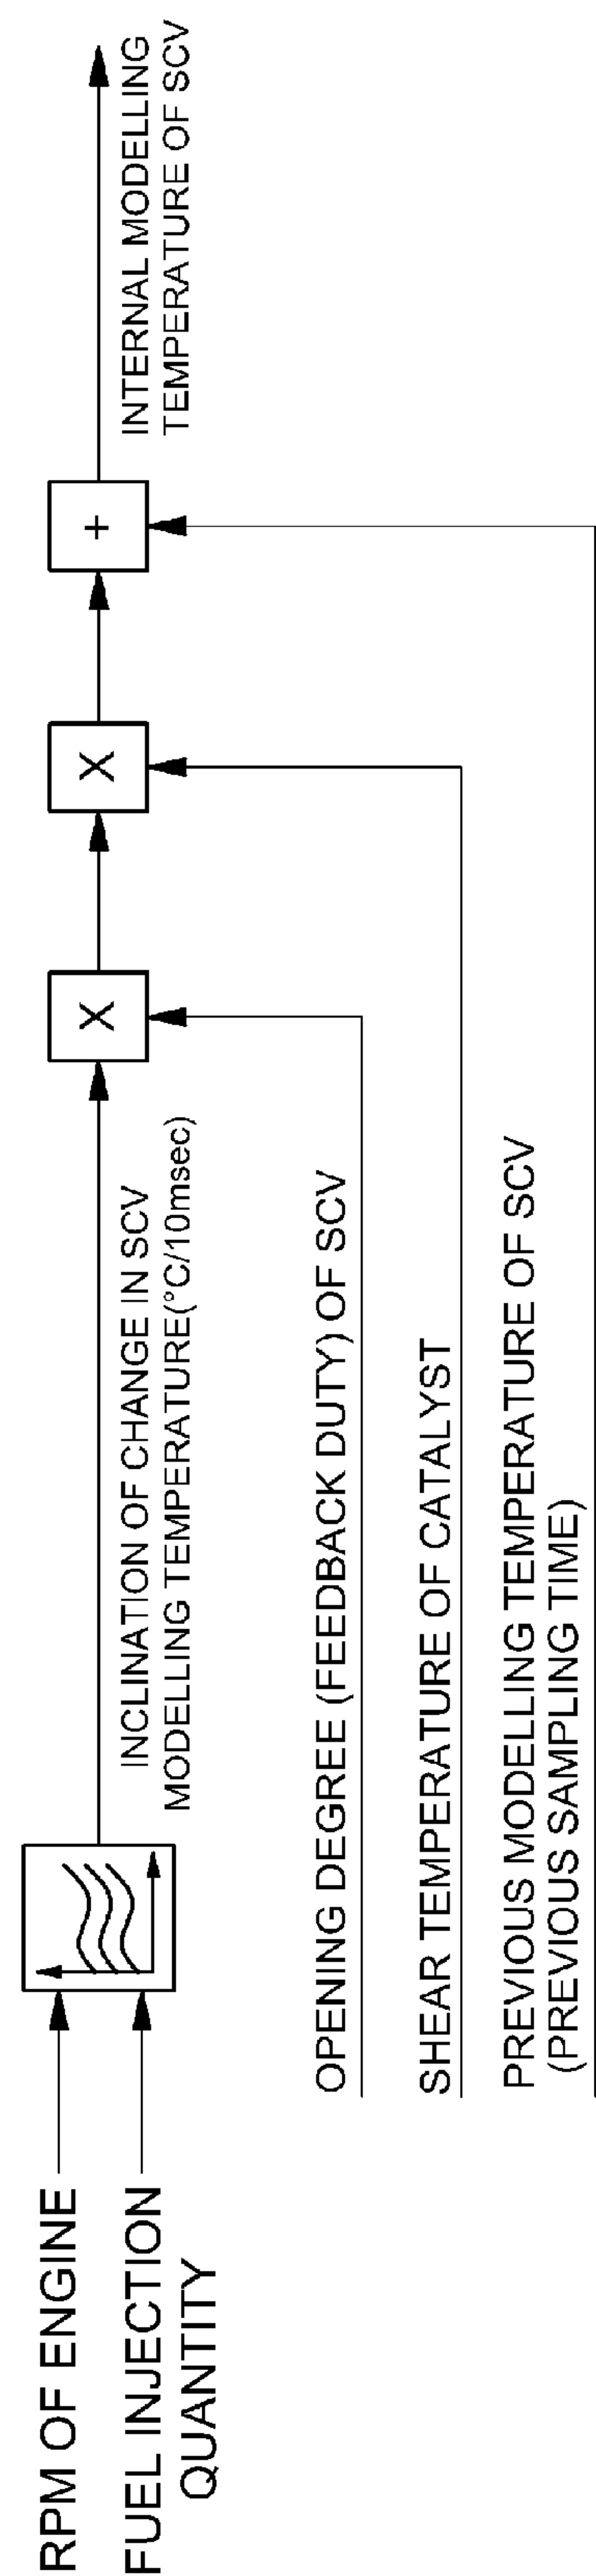 RPM OF ENGINE
FUEL INJECTION
QUANTITY
INCLINATION OF CHANGE IN SCV
MODELLING TEMPERATURE(°C/10msec)
X
X
+
INTERNAL MODELLING
TEMPERATURE OF SCV
OPENING DEGREE (FEEDBACK DUTY) OF SCV
SHEAR TEMPERATURE OF CATALYST
PREVIOUS MODELLING TEMPERATURE OF SCV
(PREVIOUS SAMPLING TIME)